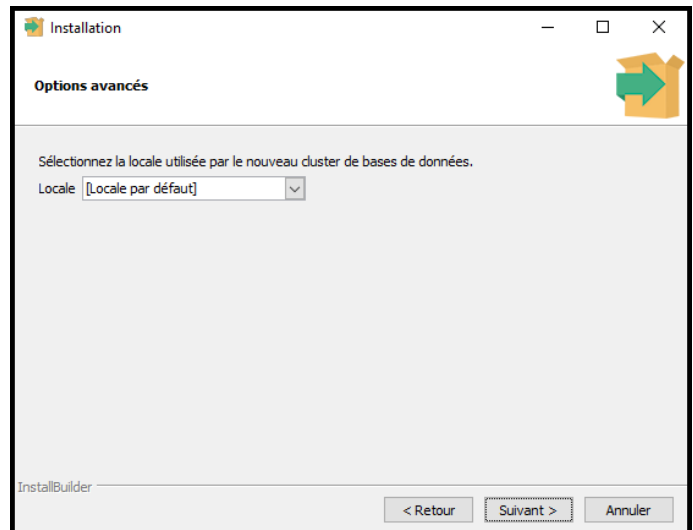 Installation
Options avancés
Sélectionnez la locale utilisée par le nouveau cluster de bases de données.
Locale [Locale par défaut]
InstallBuilder
< Retour Suivant > Annuler